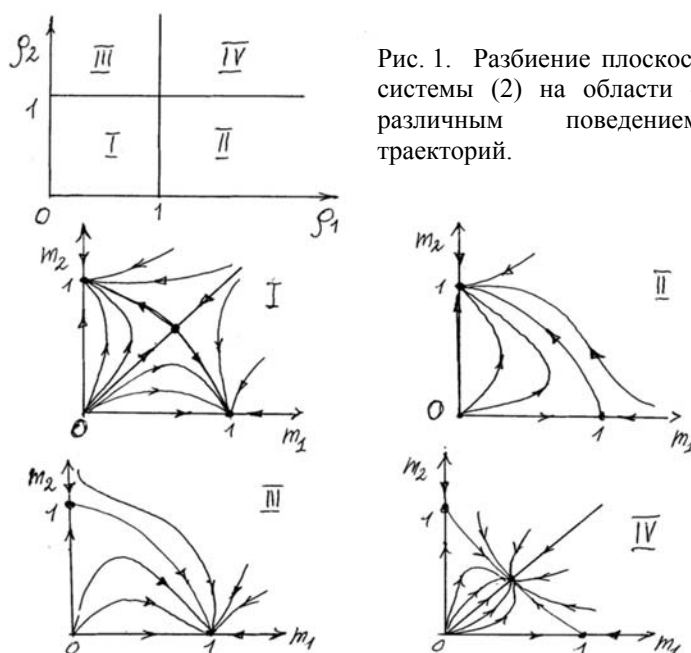 ρ2
III
IV
1
I
II
0
1
ρ1
Рис. 1. Разбиение плоскос
системы (2) на области
различным поведением
траекторий.
m2
1
I
0
1
m1
m2
1
II
0
1
m1
m2
1
III
0
1
m1
m2
1
IV
0
1
m1